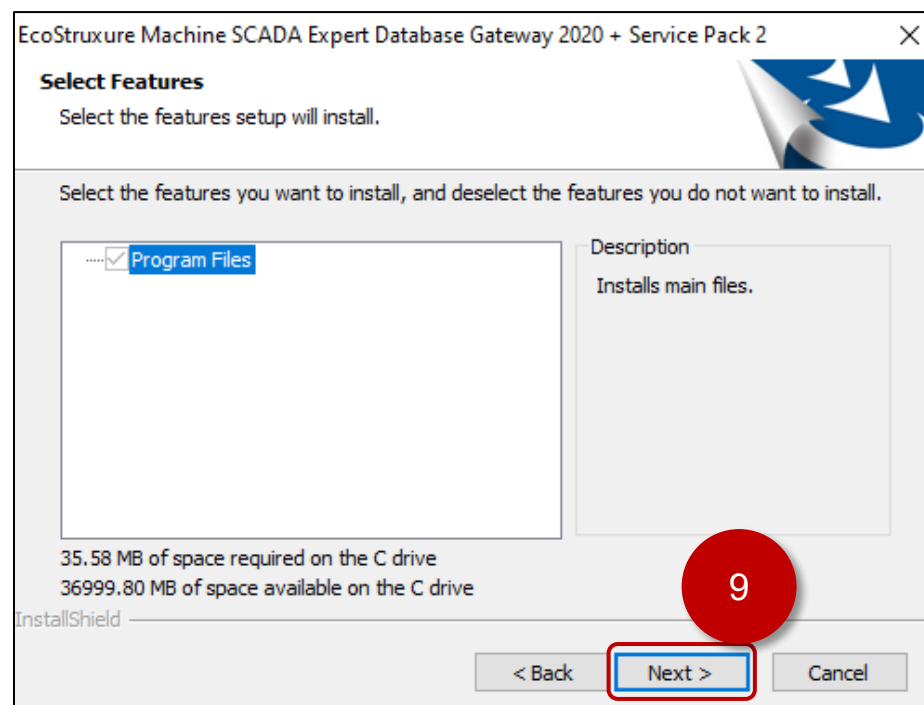 EcoStruxure Machine SCADA Expert Database Gateway 2020 + Service Pack 2
Select Features
Select the features setup will install.
Select the features you want to install, and deselect the features you do not want to install.
Program Files
Description
Installs main files.
35.58 MB of space required on the C drive
36999.80 MB of space available on the C drive
9
InstallShield
< Back
Next >
Cancel